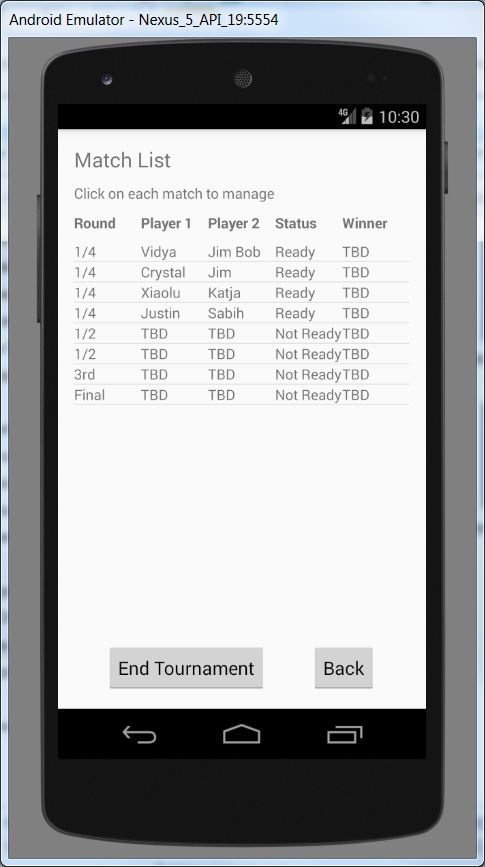 Android Emulator - Nexus_5_API_19:5554
4G 10:30
Match List
Click on each match to manage
Round Player 1 Player 2 Status Winner
1/4 Vidya Jim Bob Ready TBD
1/4 Crystal Jim Ready TBD
1/4 Xiaolu Katja Ready TBD
1/4 Justin Sabih Ready TBD
1/2 TBD TBD Not Ready TBD
1/2 TBD TBD Not Ready TBD
3rd TBD TBD Not Ready TBD
Final TBD TBD Not Ready TBD
End Tournament Back